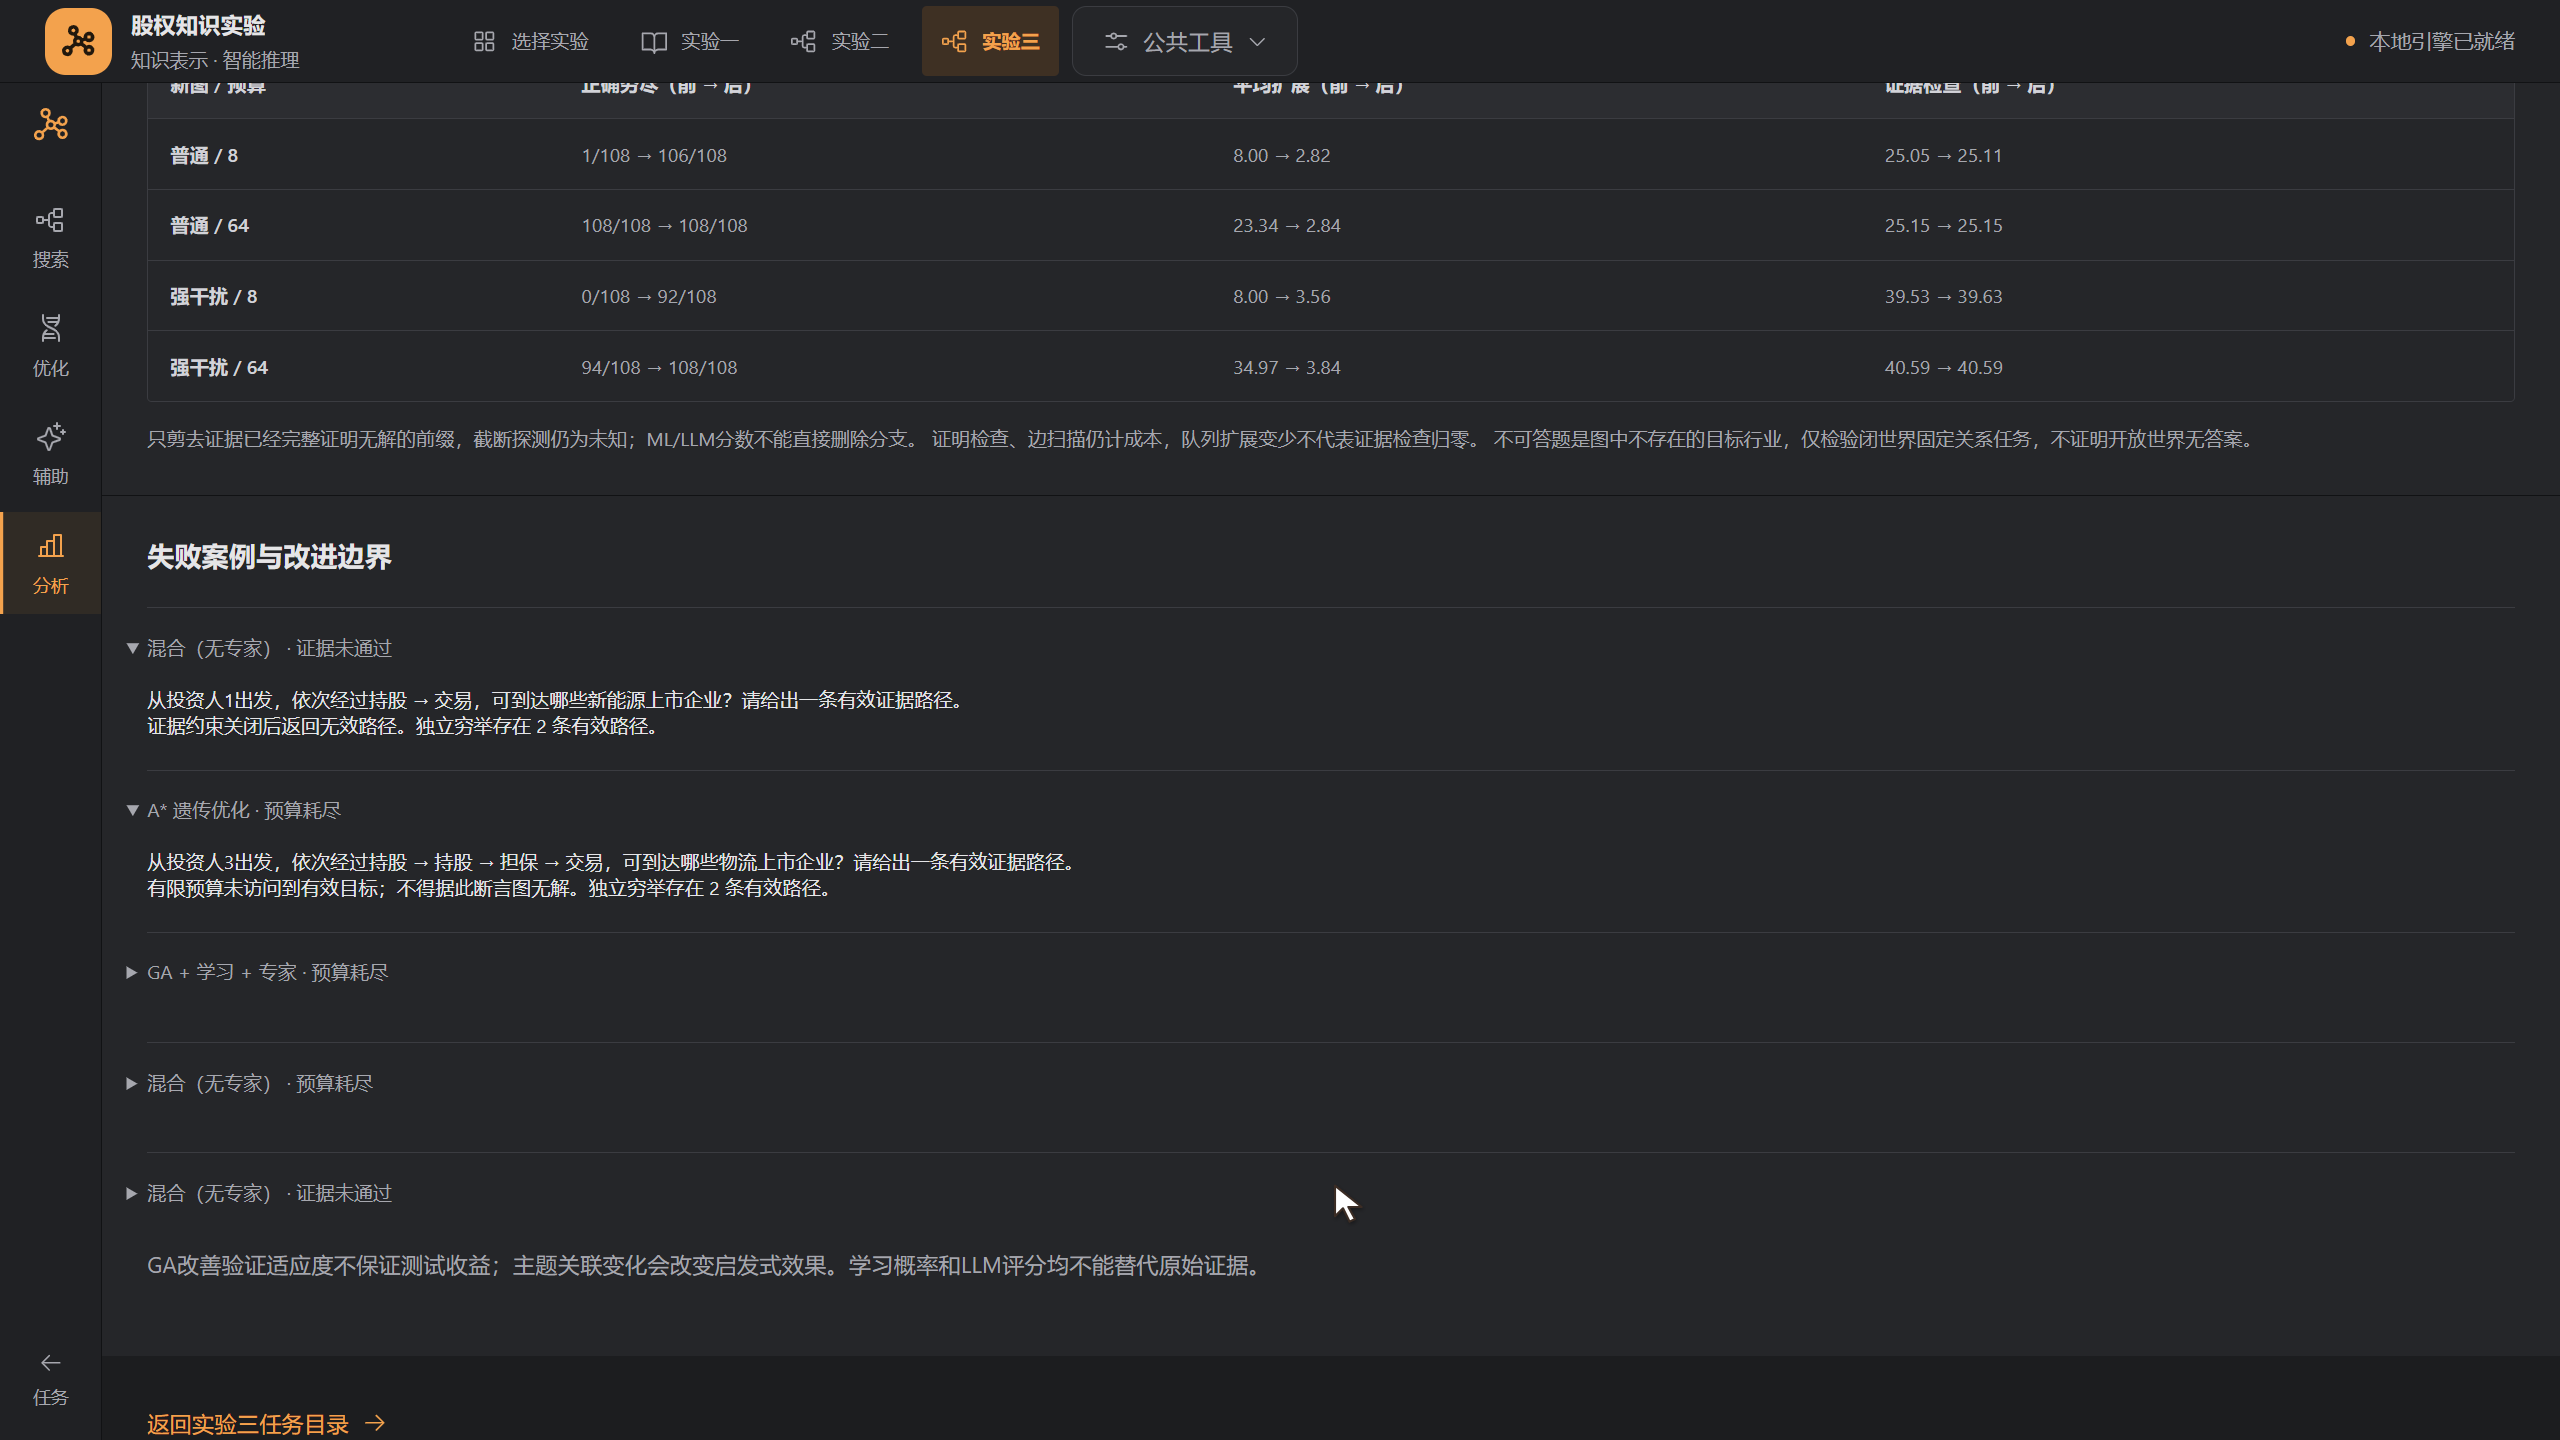 股权知识实验
知识表示 · 智能推理
选择实验
实验一
实验二
实验三
公共工具
本地引擎已就绪
搜索
优化
辅助
分析
任务
新图 / 预算 正确穷尽（前 → 后） 平均扩展（前 → 后） 证据检查（前 → 后）
普通 / 8 1/108 → 106/108 8.00 → 2.82 25.05 → 25.11
普通 / 64 108/108 → 108/108 23.34 → 2.84 25.15 → 25.15
强干扰 / 8 0/108 → 92/108 8.00 → 3.56 39.53 → 39.63
强干扰 / 64 94/108 → 108/108 34.97 → 3.84 40.59 → 40.59
只剪去证据已经完整证明无解的前缀，截断探测仍为未知；ML/LLM分数不能直接删除分支。 证明检查、边扫描仍计成本，队列扩展变少不代表证据检查归零。 不可答题是图中不存在的目标行业，仅检验闭世界固定关系任务，不证明开放世界无答案。
失败案例与改进边界
混合（无专家） · 证据未通过
从投资人1出发，依次经过持股 → 交易，可到达哪些新能源上市企业？请给出一条有效证据路径。
证据约束关闭后返回无效路径。独立穷举存在 2 条有效路径。
A* 遗传优化 · 预算耗尽
从投资人3出发，依次经过持股 → 持股 → 担保 → 交易，可到达哪些物流上市企业？请给出一条有效证据路径。
有限预算未访问到有效目标；不得据此断言图无解。独立穷举存在 2 条有效路径。
GA + 学习 + 专家 · 预算耗尽
混合（无专家） · 预算耗尽
混合（无专家） · 证据未通过
GA改善验证适应度不保证测试收益；主题关联变化会改变启发式效果。学习概率和LLM评分均不能替代原始证据。
返回实验三任务目录